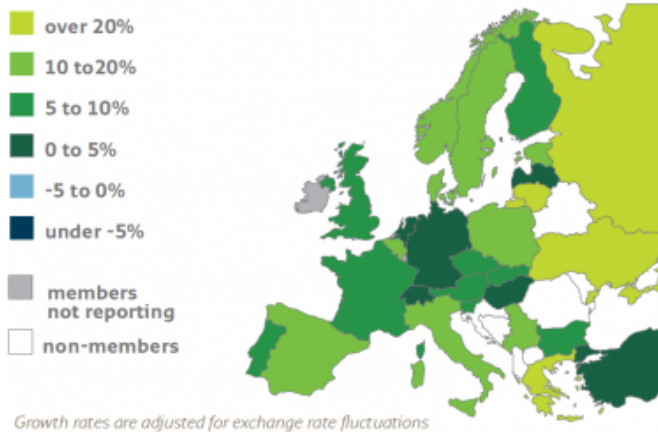 over 20%
10 to20%
5 to 10%
0 to 5%
-5 to 0%
under -5%
members
not reporting
non-members
Growth rates are adjusted for exchange rate fluctuations